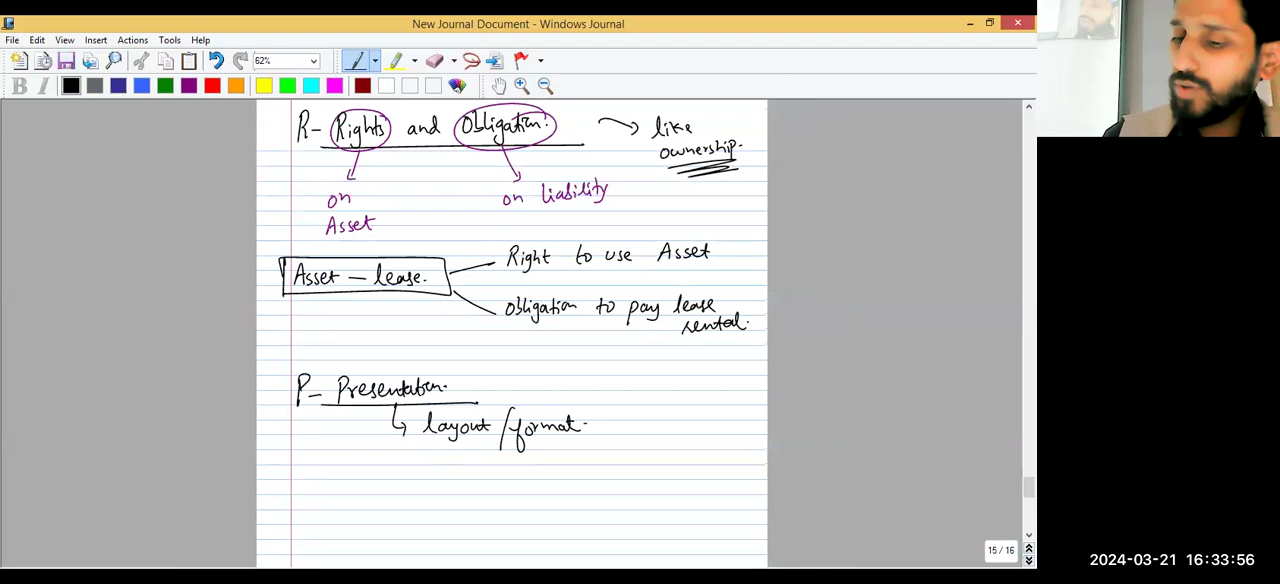 New Journal Document - Windows Journal
File Edit View Insert Actions Tools Help
62%
B I
R- Rights and Obligation. like
ownership.
on on liability
Asset
Asset - lease. Right to use Asset
Obligation to pay lease
rental.
P- Presentation.
layout / format.
15 / 16
2024-03-21 16:33:56